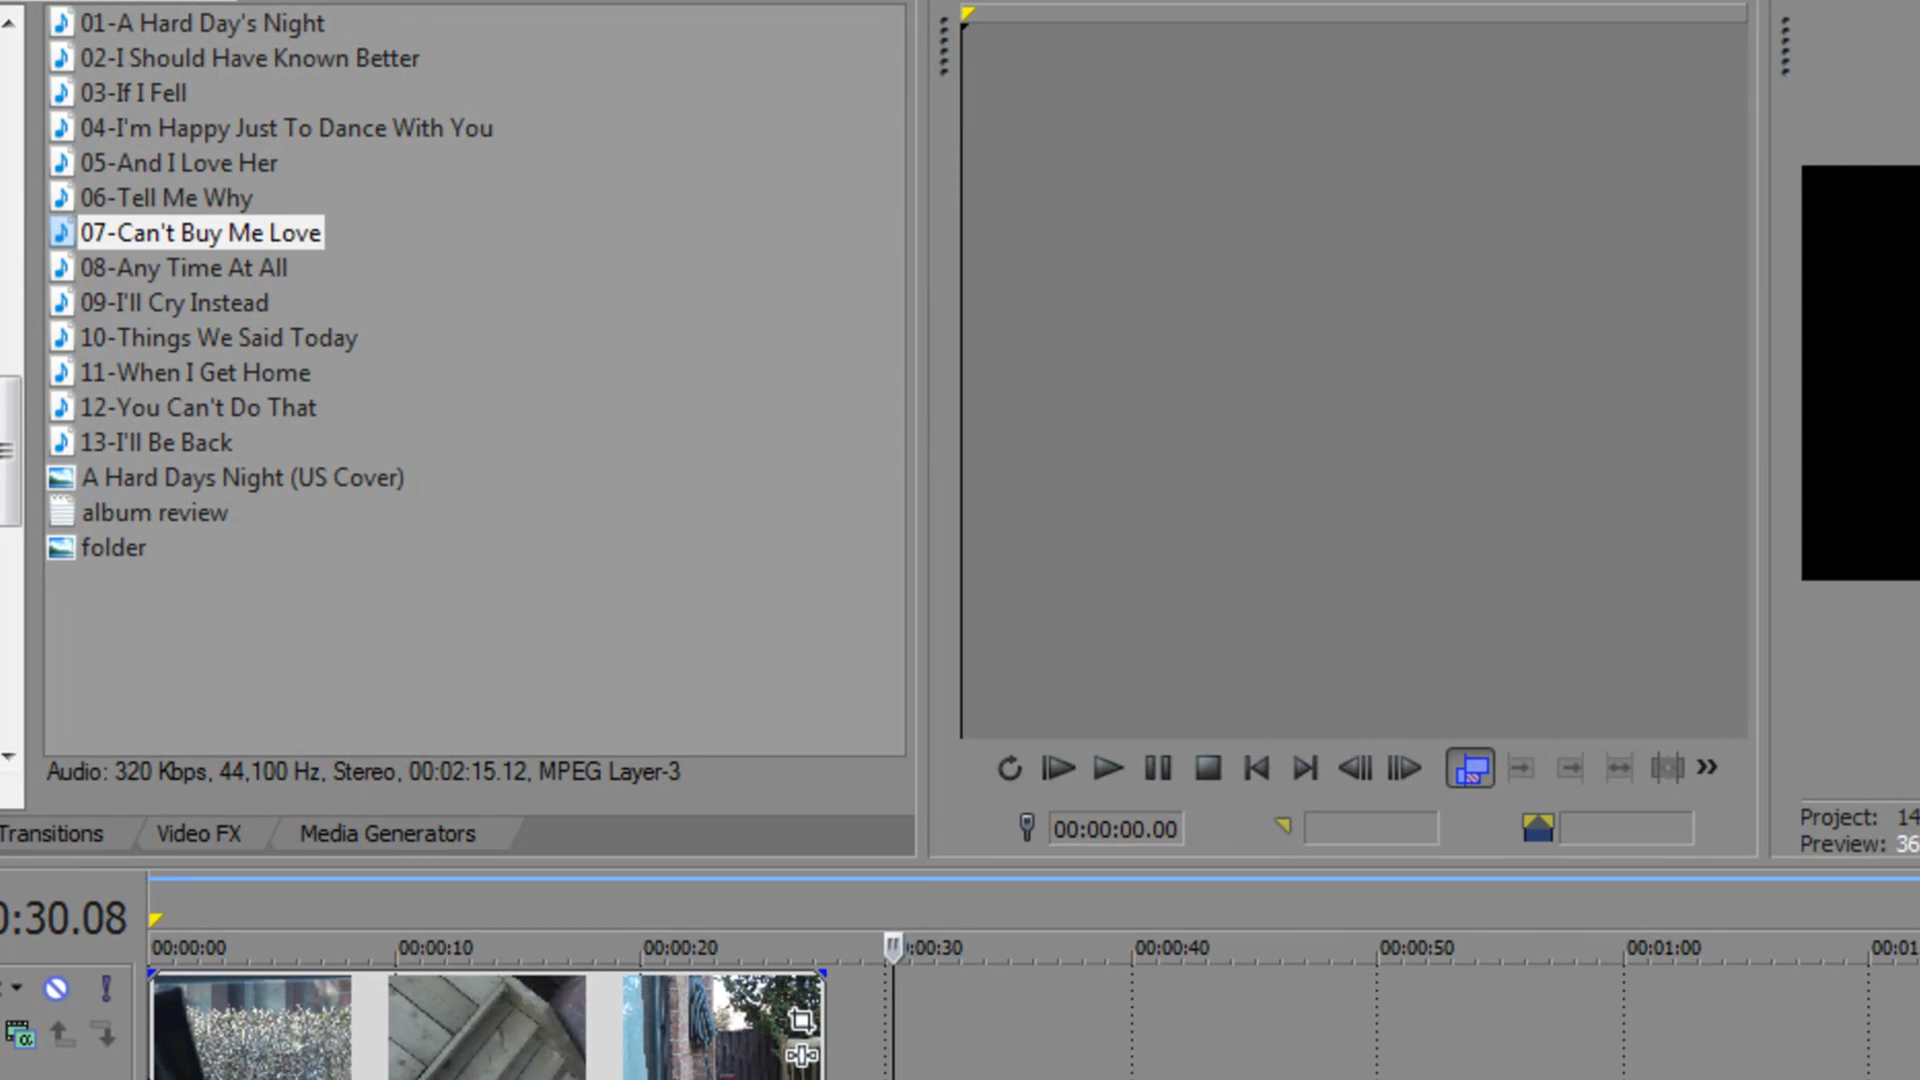 01-A Hard Day's Night
02-I Should Have Known Better
03-If I Fell
04-I'm Happy Just To Dance With You
05-And I Love Her
06-Tell Me Why
07-Can't Buy Me Love
08-Any Time At All
09-I'll Cry Instead
10-Things We Said Today
11-When I Get Home
12-You Can't Do That
13-I'll Be Back
A Hard Days Night (US Cover)
album review
folder
Audio: 320 Kbps, 44,100 Hz, Stereo, 00:02:15.12, MPEG Layer-3
Transitions
Video FX
Media Generators
00:00:00.00
Project: 14
Preview: 36
0:30.08
00:00:00
00:00:10
00:00:20
:00:30
00:00:40
00:00:50
00:01:00
00:01